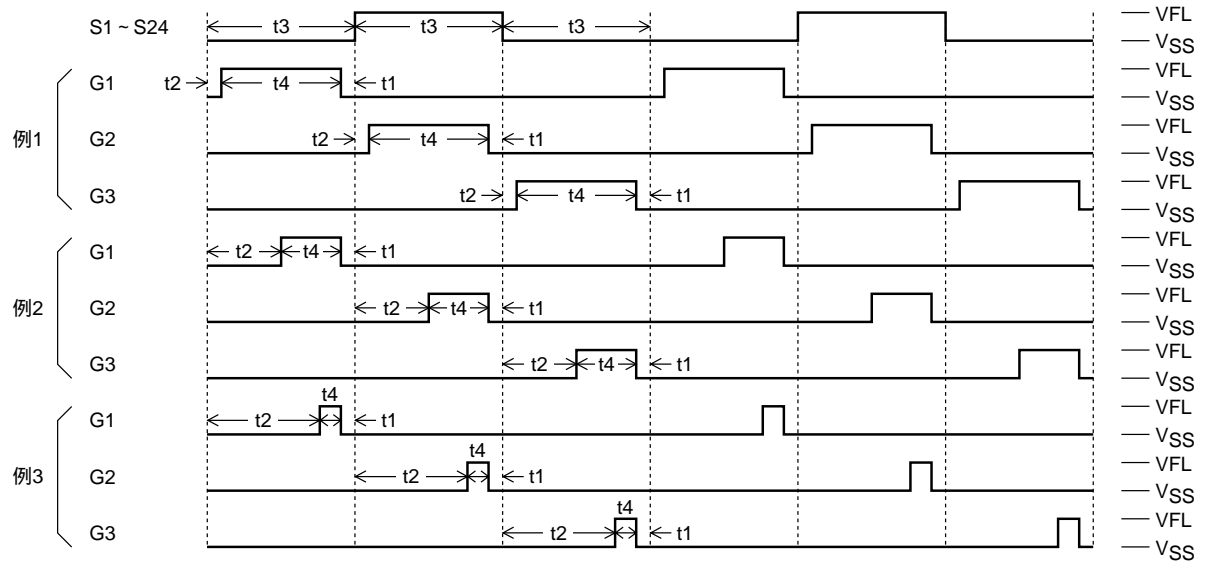 S1 ~ S24 t3 t3 t3 VFL
VSS
例1 G1 t2 t4 t1 VFL
VSS
G2 t2 t4 t1 VFL
VSS
G3 t2 t4 t1 VFL
VSS
例2 G1 t2 t4 t1 VFL
VSS
G2 t2 t4 t1 VFL
VSS
G3 t2 t4 t1 VFL
VSS
例3 G1 t2 t4 t1 VFL
VSS
G2 t2 t4 t1 VFL
VSS
G3 t2 t4 t1 VFL
VSS